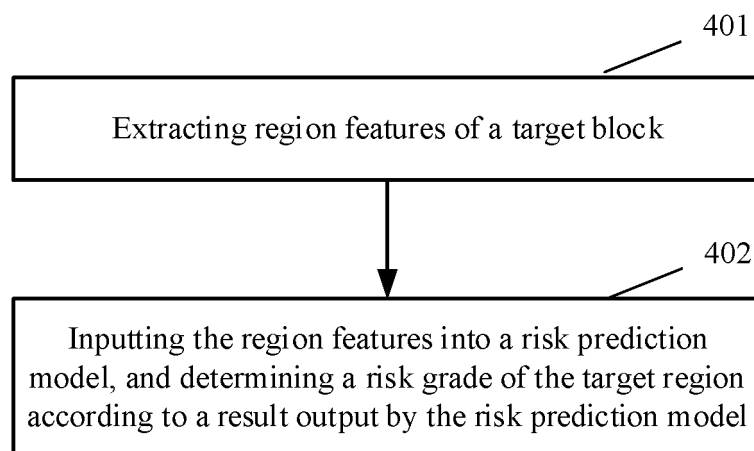 401
Extracting region features of a target block
402
Inputting the region features into a risk prediction
model, and determining a risk grade of the target region
according to a result output by the risk prediction model